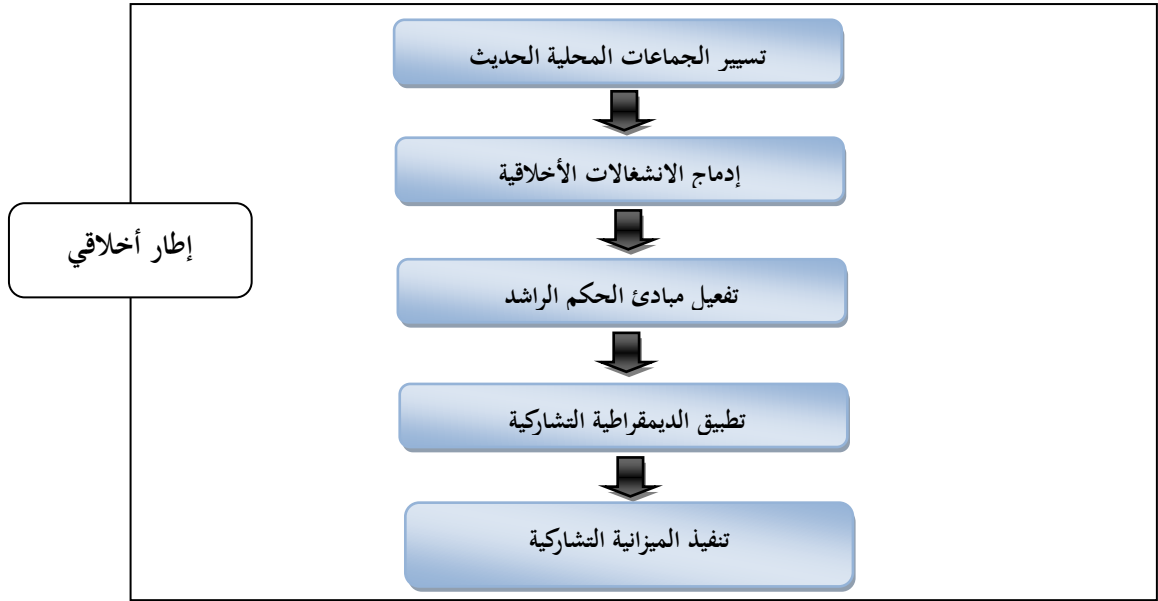 تسيير الجماعات المحلية الحديث
إدماج الانشغالات الأخلاقية
إطار أخلاقي
تفعيل مبادئ الحكم الراشد
تطبيق الديمقراطية التشاركية
تنفيذ الميزانية التشاركية